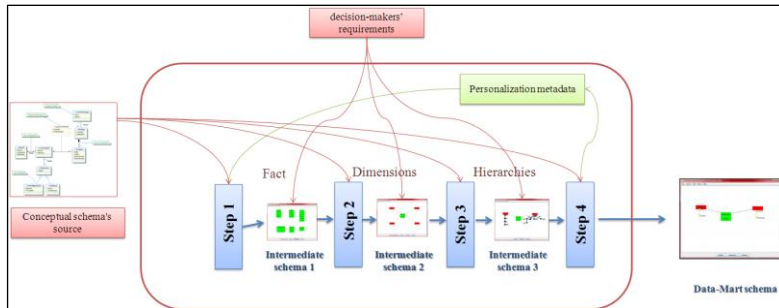 decision-makers'
requirements
Personalization metadata
Fact
Dimensions
Hierarchies
Step 1
Step 2
Step 3
Step 4
Conceptual schema's
source
Intermediate
schema 1
Intermediate
schema 2
Intermediate
schema 3
Data-Mart schema